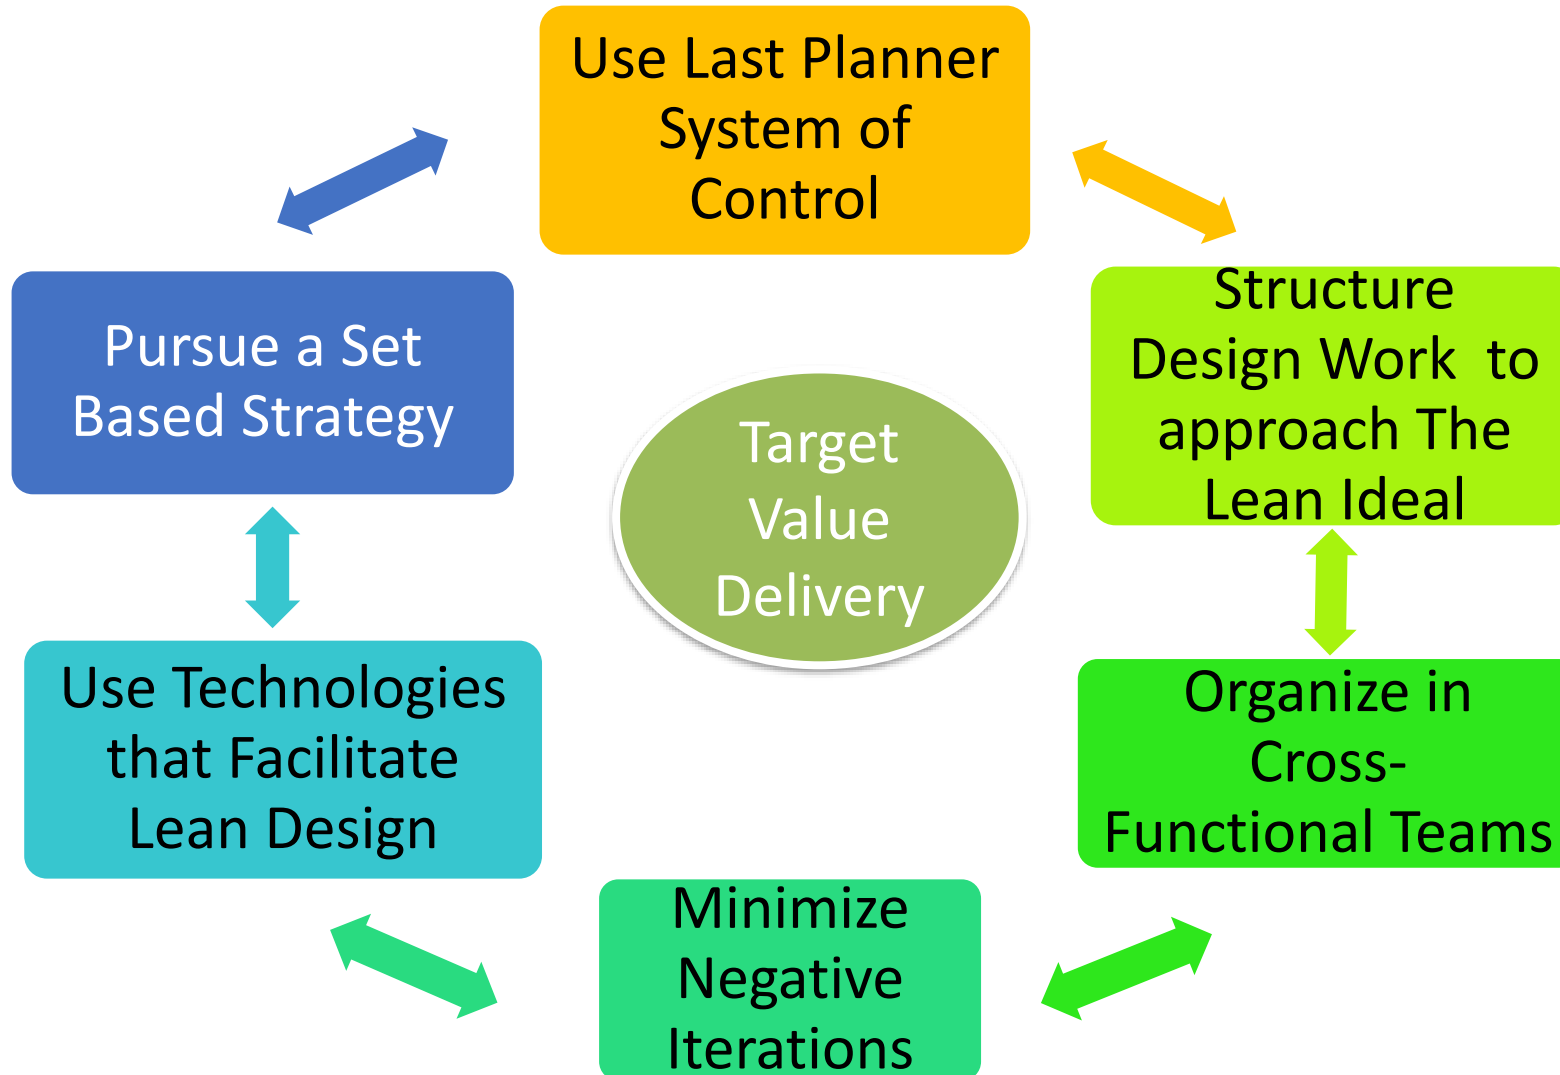 Use Last Planner
System of
Control
Structure
Design Work  to
approach The
Lean Ideal
Organize in
Cross-
Functional Teams
Minimize
Negative
Iterations
Use Technologies
that Facilitate
Lean Design
Pursue a Set
Based Strategy
Target
Value
Delivery